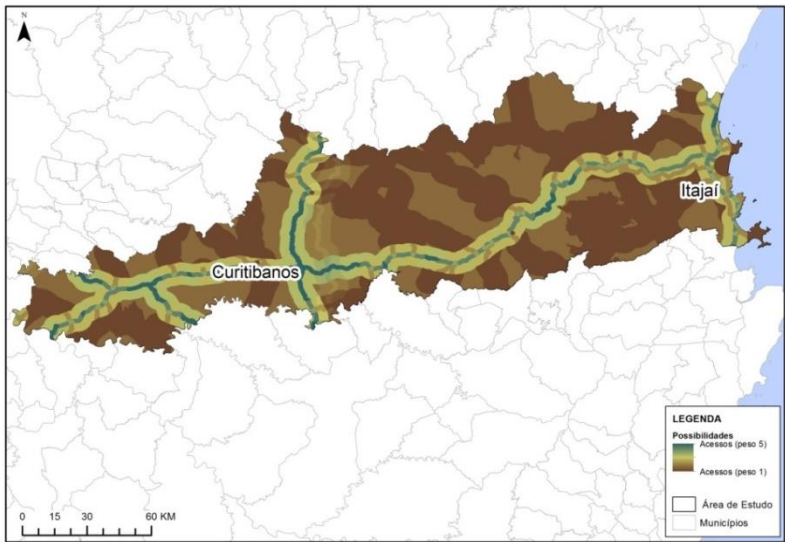 N
Itajaí
Curitibanos
LEGENDA
Possibilidades
Acessos (peso 5)
Acessos (peso 1)
Área de Estudo
Municípios
0 15 30 60 KM